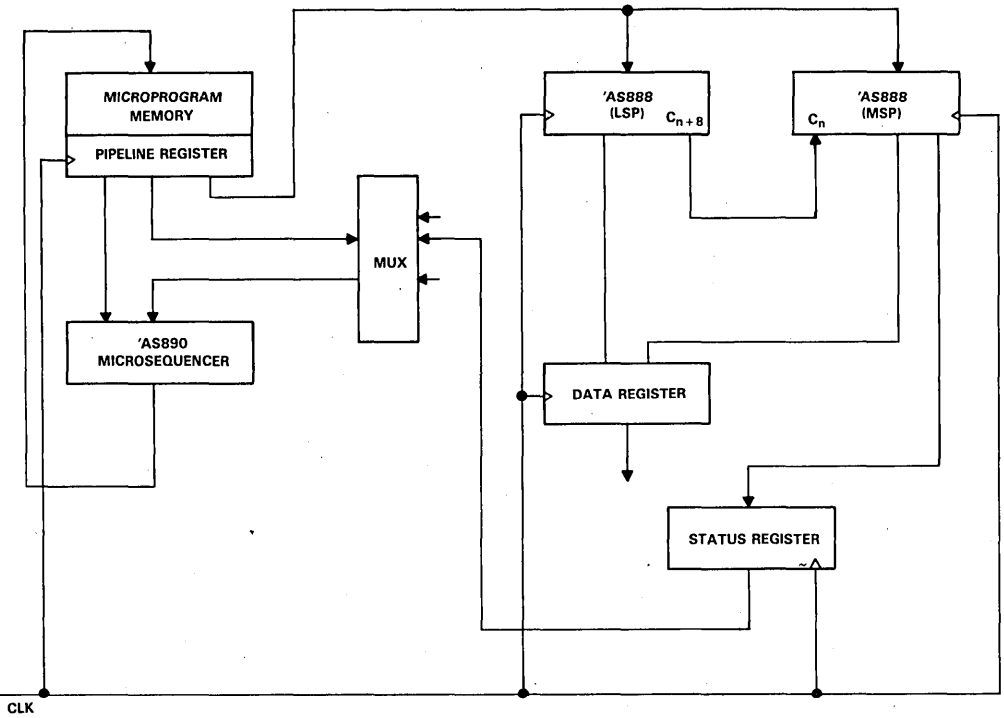 MICROPROGRAM
MEMORY
PIPELINE REGISTER
'AS888
(LSP)
Cn+8
'AS888
(MSP)
Cn
MUX
'AS890
MICROSEQUENCER
DATA REGISTER
STATUS REGISTER
~
CLK